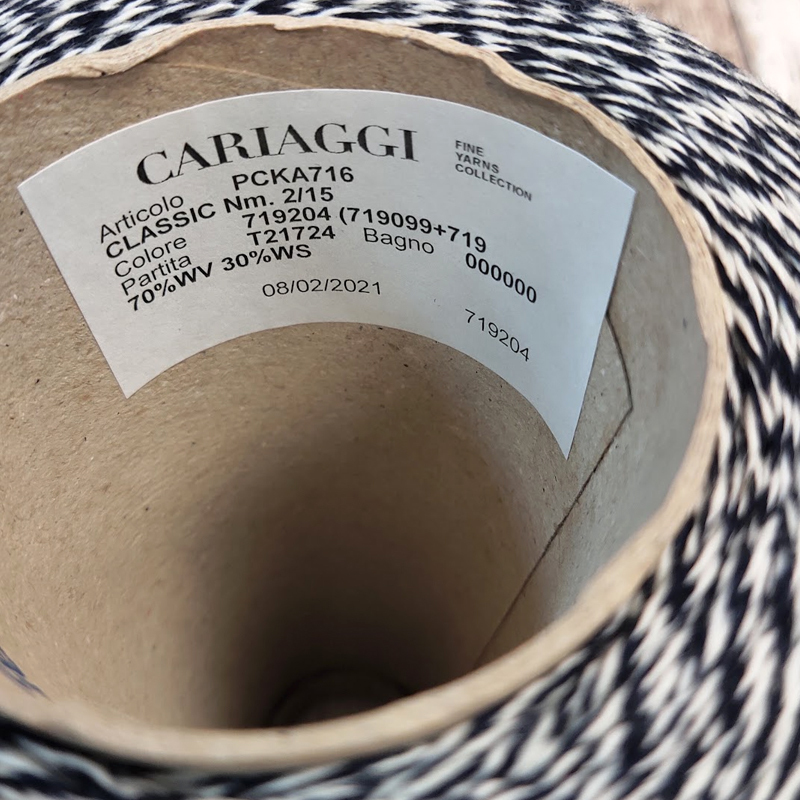 CARIAGGI
FINE
YARNS
COLLECTION
Articolo PCKA716
CLASSIC Nm. 2/15
Colore 719204 (719099+719
Partita T21724 Bagno 000000
70%WV 30%WS
08/02/2021
719204